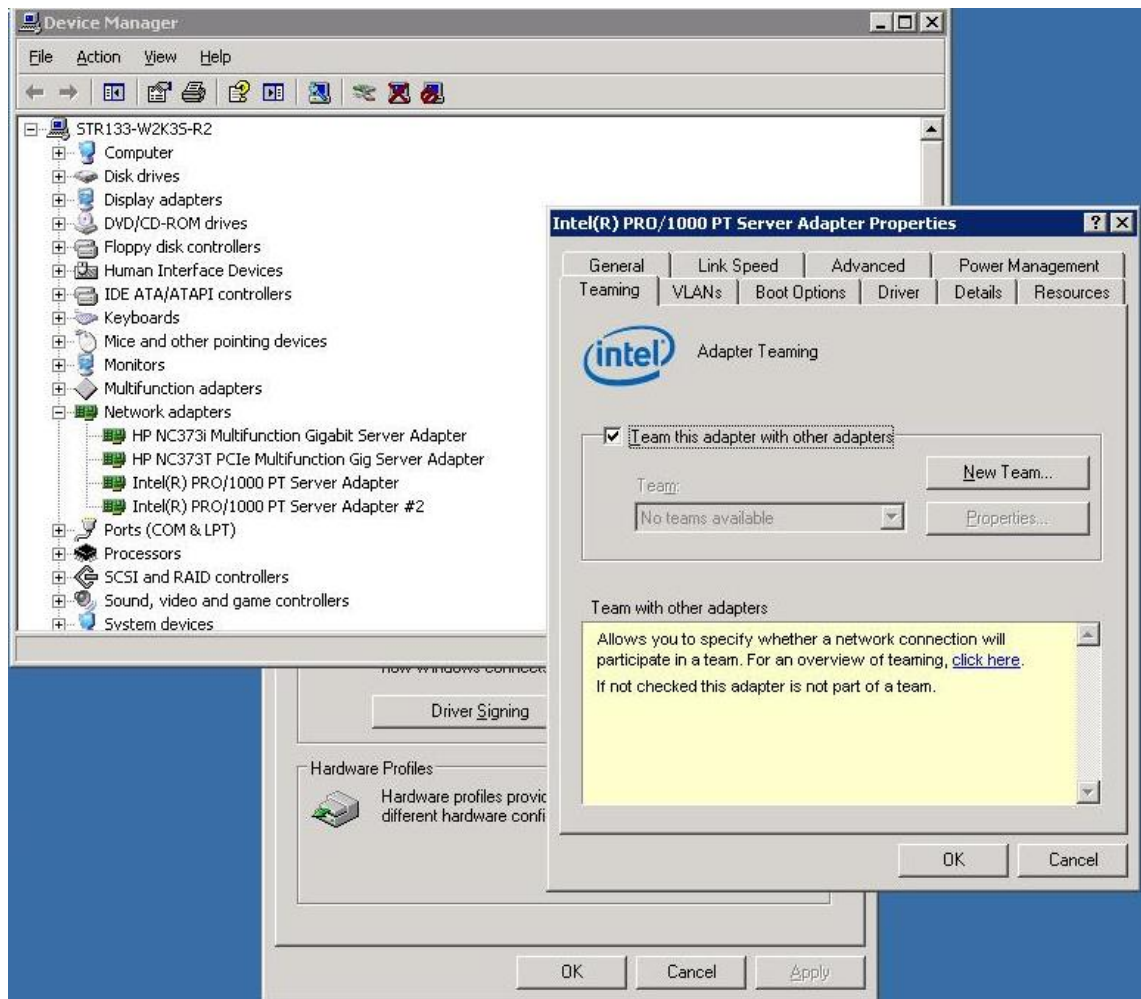 Device Manager
File Action View Help
STR133-W2K3S-R2
Computer
Disk drives
Display adapters
DVD/CD-ROM drives
Floppy disk controllers
Human Interface Devices
IDE ATA/ATAPI controllers
Keyboards
Mice and other pointing devices
Monitors
Multifunction adapters
Network adapters
HP NC373i Multifunction Gigabit Server Adapter
HP NC373T PCIe Multifunction Gig Server Adapter
Intel(R) PRO/1000 PT Server Adapter
Intel(R) PRO/1000 PT Server Adapter #2
Ports (COM & LPT)
Processors
SCSI and RAID controllers
Sound, video and game controllers
System devices
Intel(R) PRO/1000 PT Server Adapter Properties
General Link Speed Advanced Power Management
Teaming VLANs Boot Options Driver Details Resources
intel Adapter Teaming
Team this adapter with other adapters
New Team...
Team:
No teams available
Properties...
Team with other adapters
Allows you to specify whether a network connection will
participate in a team. For an overview of teaming, click here.
If not checked this adapter is not part of a team.
OK Cancel
Driver Signing
Hardware Profiles
Hardware profiles
different hardware
OK Cancel Apply